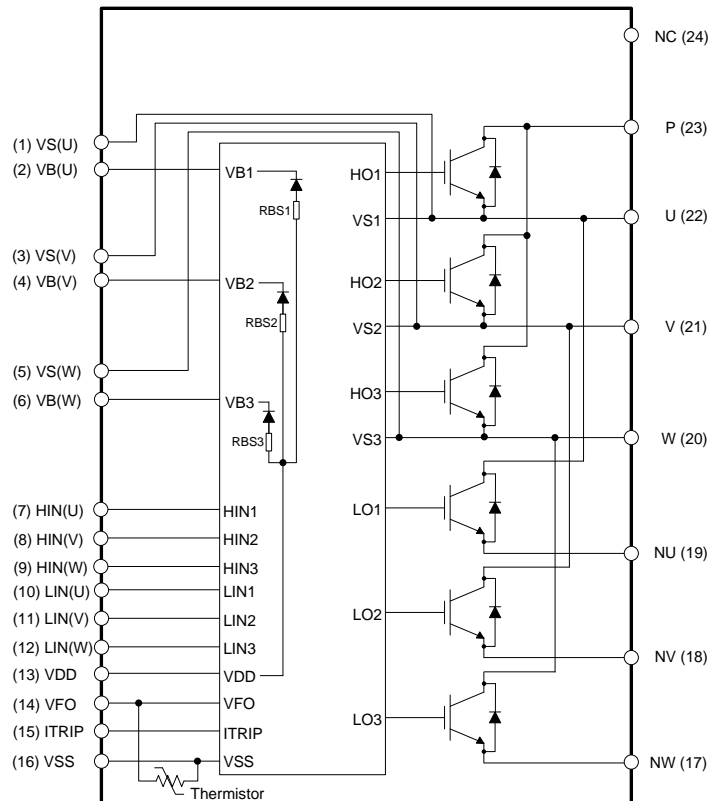 NC (24)
(1) VS(U)
(2) VB(U)
(3) VS(V)
(4) VB(V)
(5) VS(W)
(6) VB(W)
(7) HIN(U)
(8) HIN(V)
(9) HIN(W)
(10) LIN(U)
(11) LIN(V)
(12) LIN(W)
(13) VDD
(14) VFO
(15) ITRIP
(16) VSS
Thermistor
VB1
RBS1
VB2
RBS2
VB3
RBS3
HIN1
HIN2
HIN3
LIN1
LIN2
LIN3
VDD
VFO
ITRIP
VSS
HO1
VS1
HO2
VS2
HO3
VS3
LO1
LO2
LO3
P (23)
U (22)
V (21)
W (20)
NU (19)
NV (18)
NW (17)